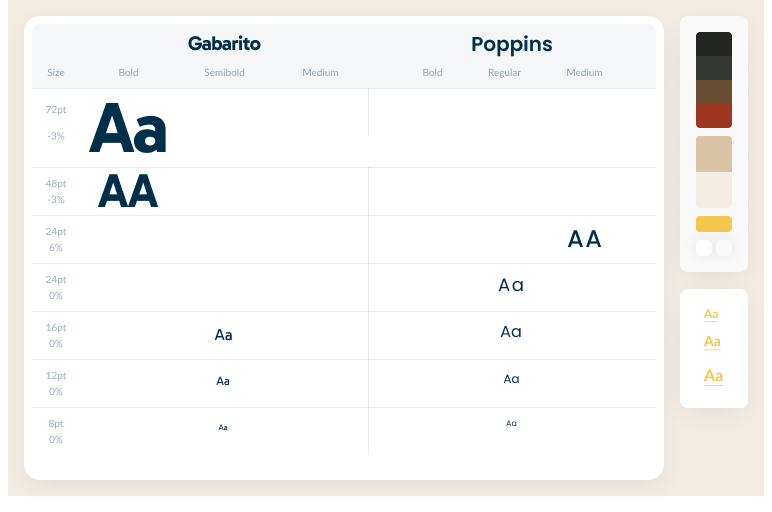 Gabarito Poppins
Size Bold Semibold Medium Bold Regular Medium
72pt
-3%
Aa
48pt
-3%
AA
24pt
6%
AA
24pt
0%
Aa
16pt
0%
Aa Aa
12pt
0%
Aa Aa
8pt
0%
Aa Aa
Aa
Aa
Aa